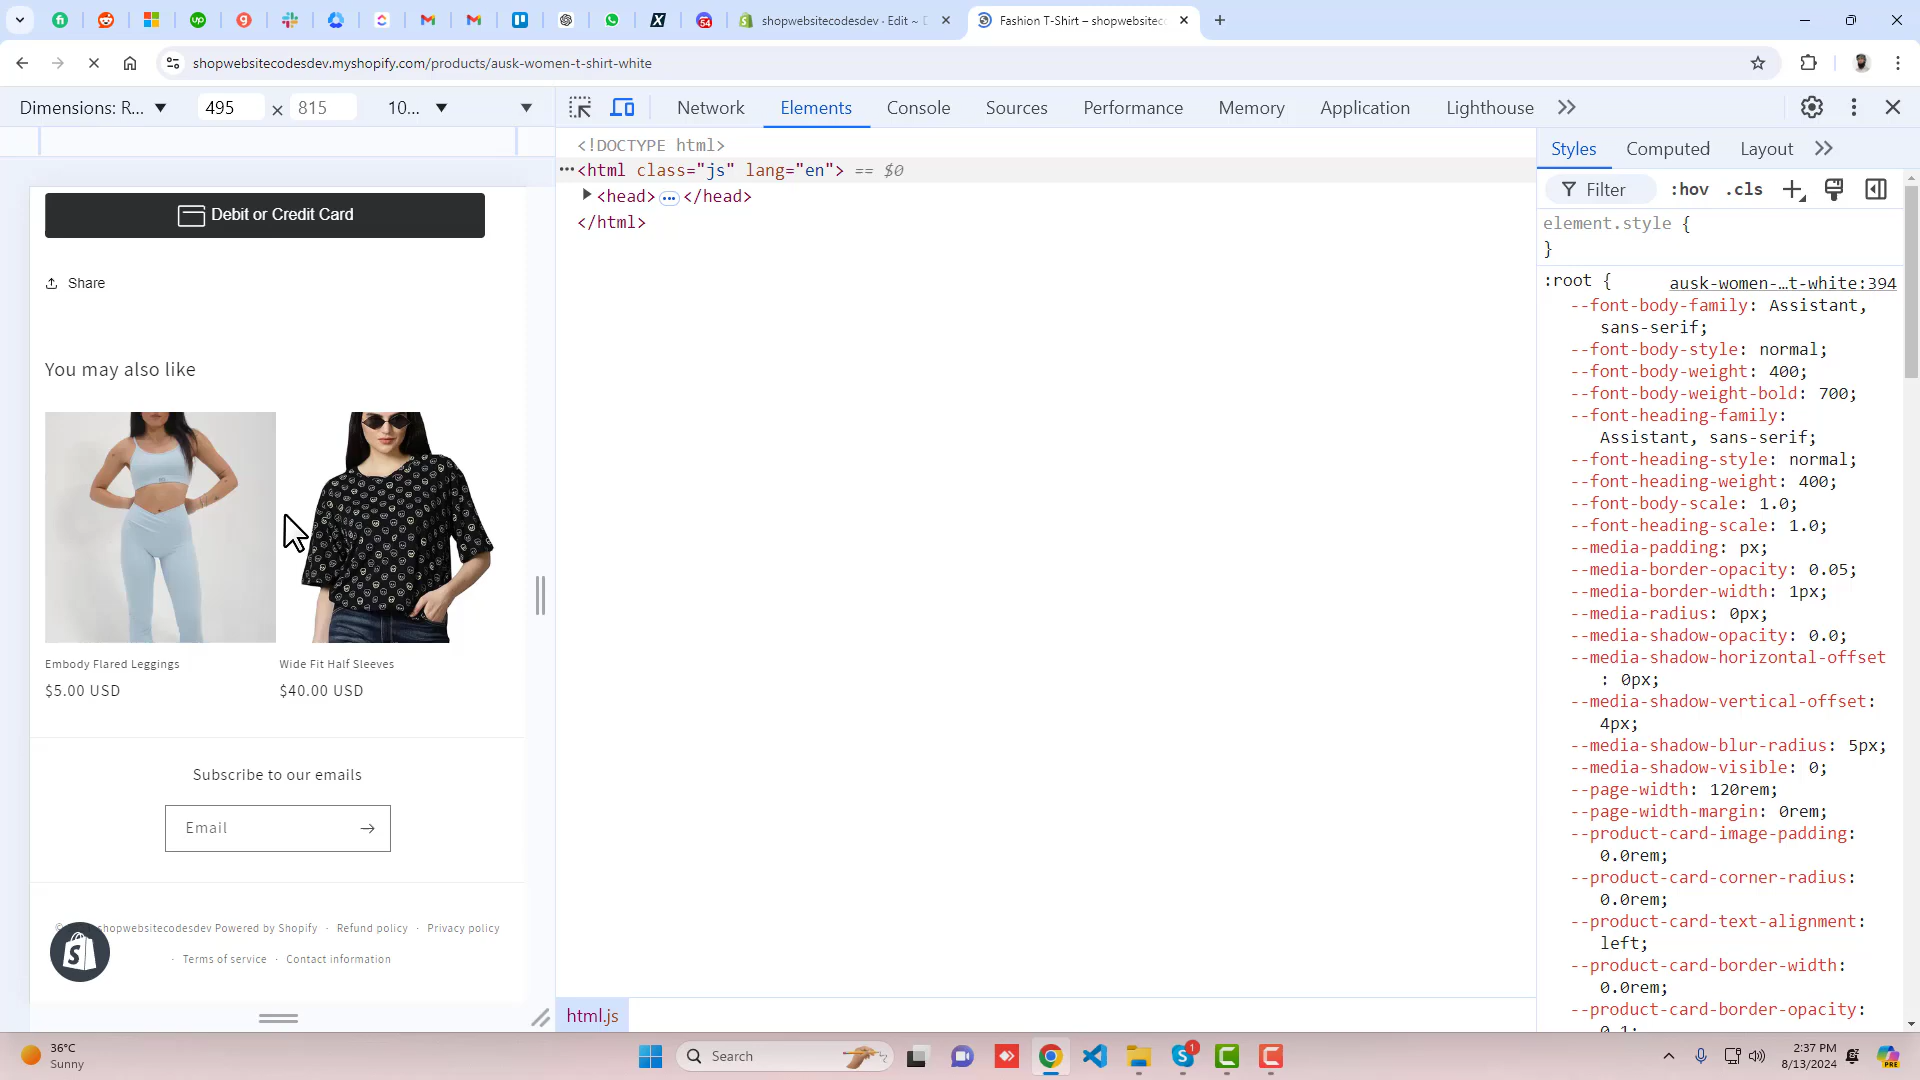 shopwebsitecodesdev - Edit ~ D
Fashion T-Shirt – shopwebsitec
shopwebsitecodesdev.myshopify.com/products/ausk-women-t-shirt-white
Dimensions: R... 495 × 815 10...
Network Elements Console Sources Performance Memory Application Lighthouse
<!DOCTYPE html>
<html class="js" lang="en"> == $0
<head> ... </head>
</html>
html.js
Styles Computed Layout
Filter :hov .cls
element.style {
}
:root { ausk-women-…t-white:394
--font-body-family: Assistant,
sans-serif;
--font-body-style: normal;
--font-body-weight: 400;
--font-body-weight-bold: 700;
--font-heading-family:
Assistant, sans-serif;
--font-heading-style: normal;
--font-heading-weight: 400;
--font-body-scale: 1.0;
--font-heading-scale: 1.0;
--media-padding: px;
--media-border-opacity: 0.05;
--media-border-width: 1px;
--media-radius: 0px;
--media-shadow-opacity: 0.0;
--media-shadow-horizontal-offset
: 0px;
--media-shadow-vertical-offset:
4px;
--media-shadow-blur-radius: 5px;
--media-shadow-visible: 0;
--page-width: 120rem;
--page-width-margin: 0rem;
--product-card-image-padding:
0.0rem;
--product-card-corner-radius:
0.0rem;
--product-card-text-alignment:
left;
--product-card-border-width:
0.0rem;
--product-card-border-opacity:
0.1;
Debit or Credit Card
Share
You may also like
Embody Flared Leggings
$5.00 USD
Wide Fit Half Sleeves
$40.00 USD
Subscribe to our emails
Email
shopwebsitecodesdev Powered by Shopify · Refund policy · Privacy policy
· Terms of service · Contact information
36°C
Sunny
Search
1
2:37 PM
8/13/2024